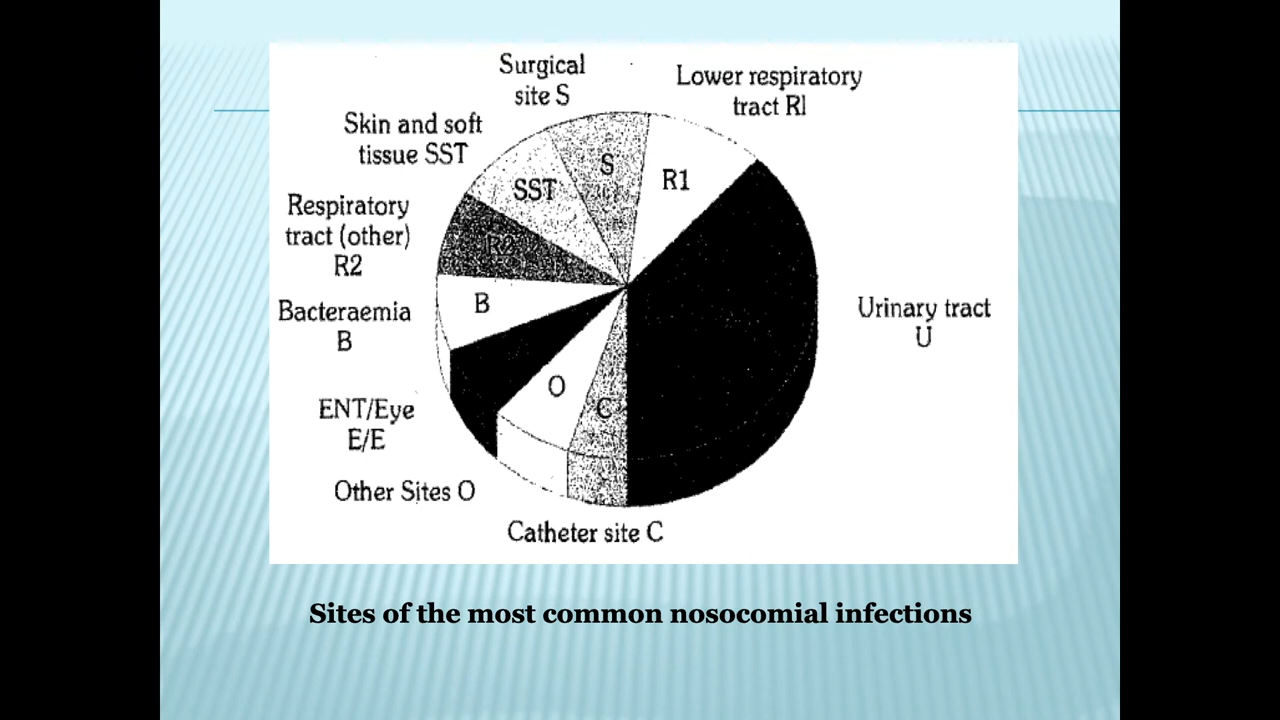 Surgical
site S
Lower respiratory
tract Rl
Skin and soft
tissue SST
Respiratory
tract (other)
R2
Bacteraemia
B
ENT/Eye
E/E
Other Sites O
Catheter site C
Urinary tract
U
S
R1
SST
R2
B
O
C
Sites of the most common nosocomial infections